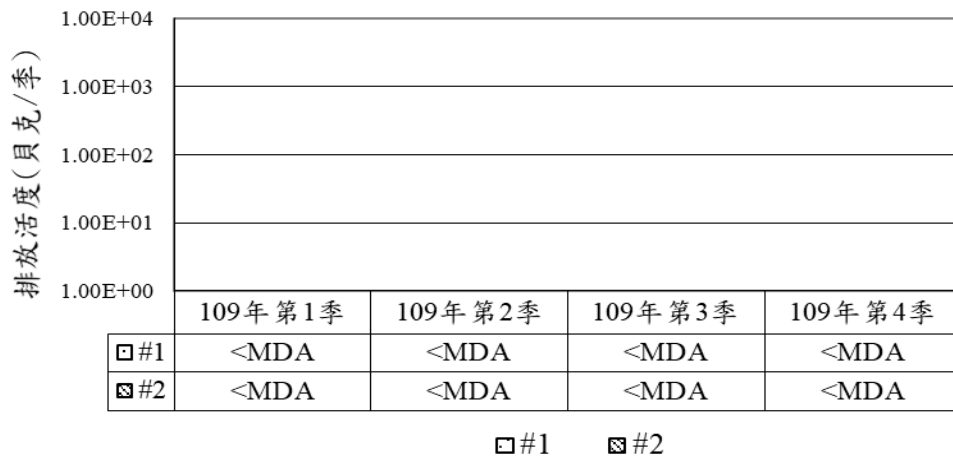 1.00E+04
1.00E+03
1.00E+02
1.00E+01
1.00E+00
排放活度(貝克/季)
109年第1季 109年第2季 109年第3季 109年第4季
#1 <MDA <MDA <MDA <MDA
#2 <MDA <MDA <MDA <MDA
#1 #2